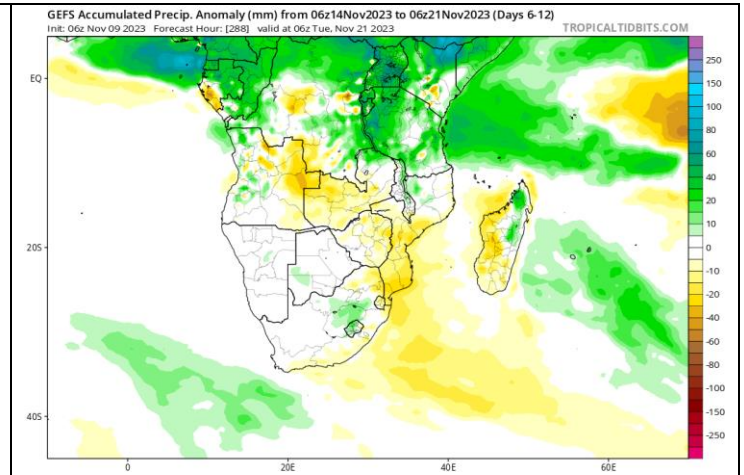 GEFS Accumulated Precip. Anomaly (mm) from 06z14Nov2023 to 06z21Nov2023 (Days 6-12)
Init: 06z Nov 09 2023 Forecast Hour: [288] valid at 06z Tue, Nov 21 2023 TROPICALTIDBITS.COM
EQ
20S
40S
0 20E 40E 60E
250
150
100
80
60
40
20
10
0
-10
-20
-40
-60
-80
-100
-150
-250